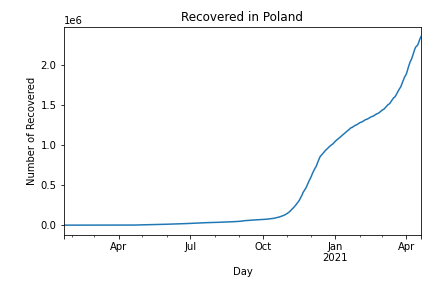 Recovered in Poland
1e6
Number of Recovered
2.0
1.5
1.0
0.5
0.0
Apr
Jul
Oct
Jan
2021
Apr
Day